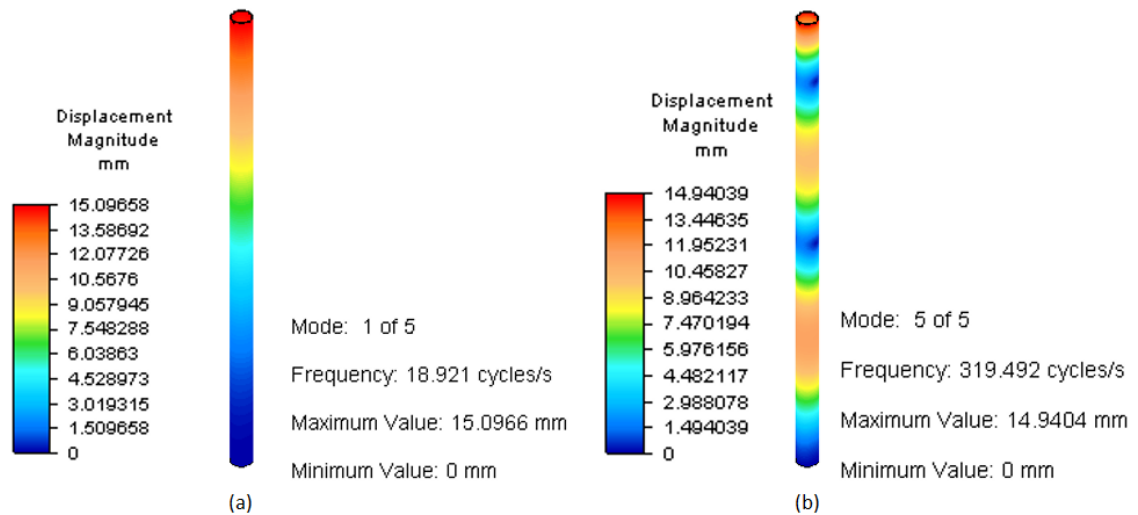 Displacement
Magnitude
mm
15.09658
13.58692
12.07726
10.5676
9.057945
7.548288
6.03863
4.528973
3.019315
1.509658
0
Mode: 1 of 5
Frequency: 18.921 cycles/s
Maximum Value: 15.0966 mm
Minimum Value: 0 mm
(a)
Displacement
Magnitude
mm
14.94039
13.44635
11.95231
10.45827
8.964233
7.470194
5.976156
4.482117
2.988078
1.494039
0
Mode: 5 of 5
Frequency: 319.492 cycles/s
Maximum Value: 14.9404 mm
Minimum Value: 0 mm
(b)